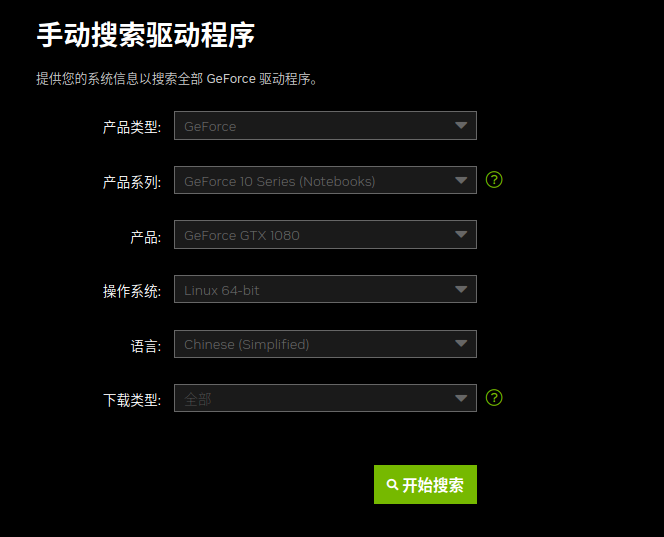 手动搜索驱动程序
提供您的系统信息以搜索全部 GeForce 驱动程序。
产品类型: GeForce
产品系列: GeForce 10 Series (Notebooks) ?
产品: GeForce GTX 1080
操作系统: Linux 64-bit
语言: Chinese (Simplified)
下载类型: 全部 ?
开始搜索